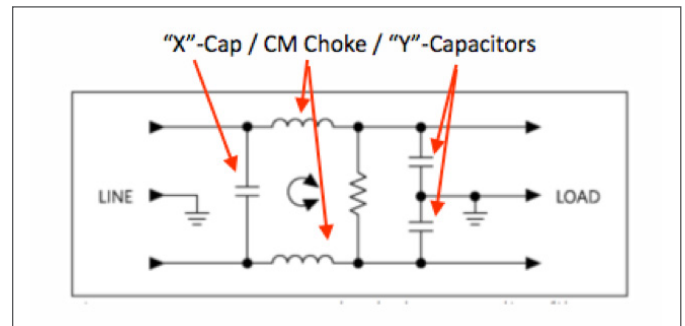 “X”-Cap / CM Choke / “Y”-Capacitors
LINE
LOAD